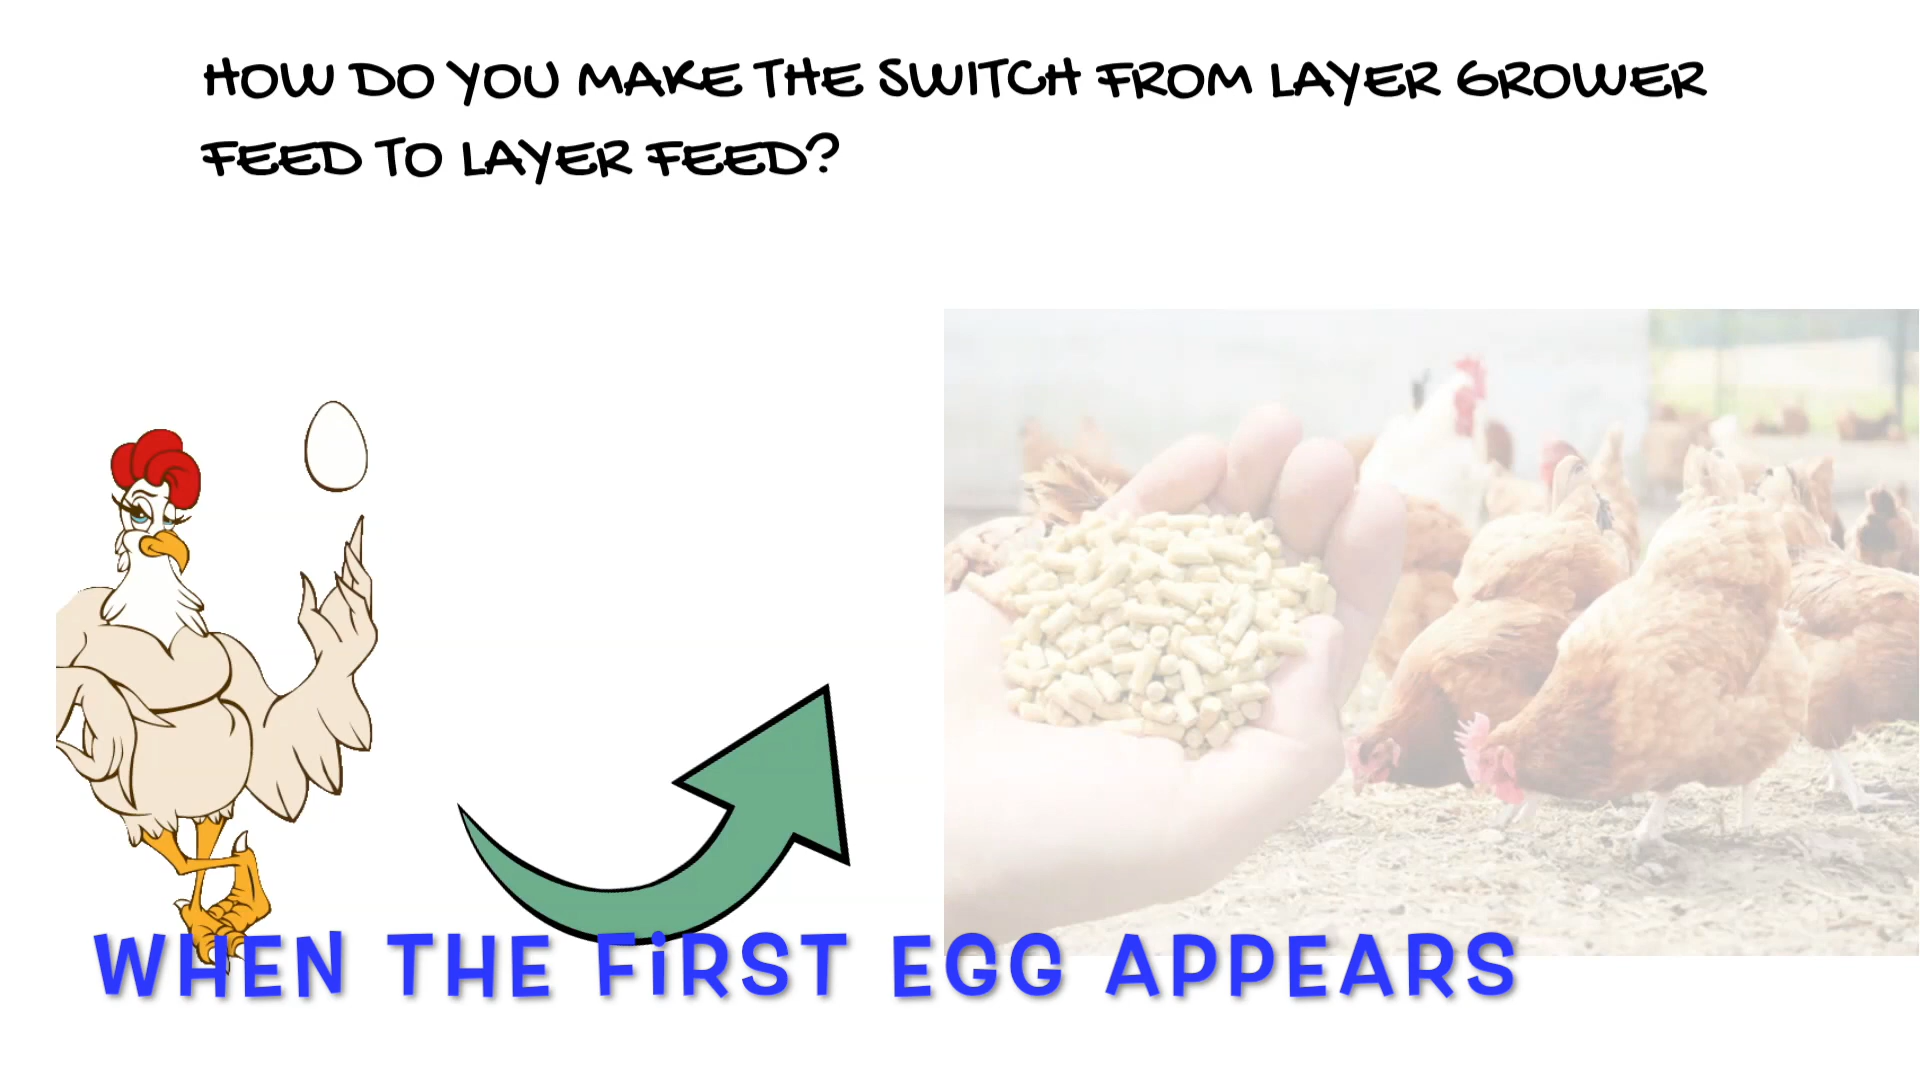 HOW DO YOU MAKE THE SWITCH FROM LAYER GROWER
FEED TO LAYER FEED?
WHEN THE FiRST EGG APPEARS